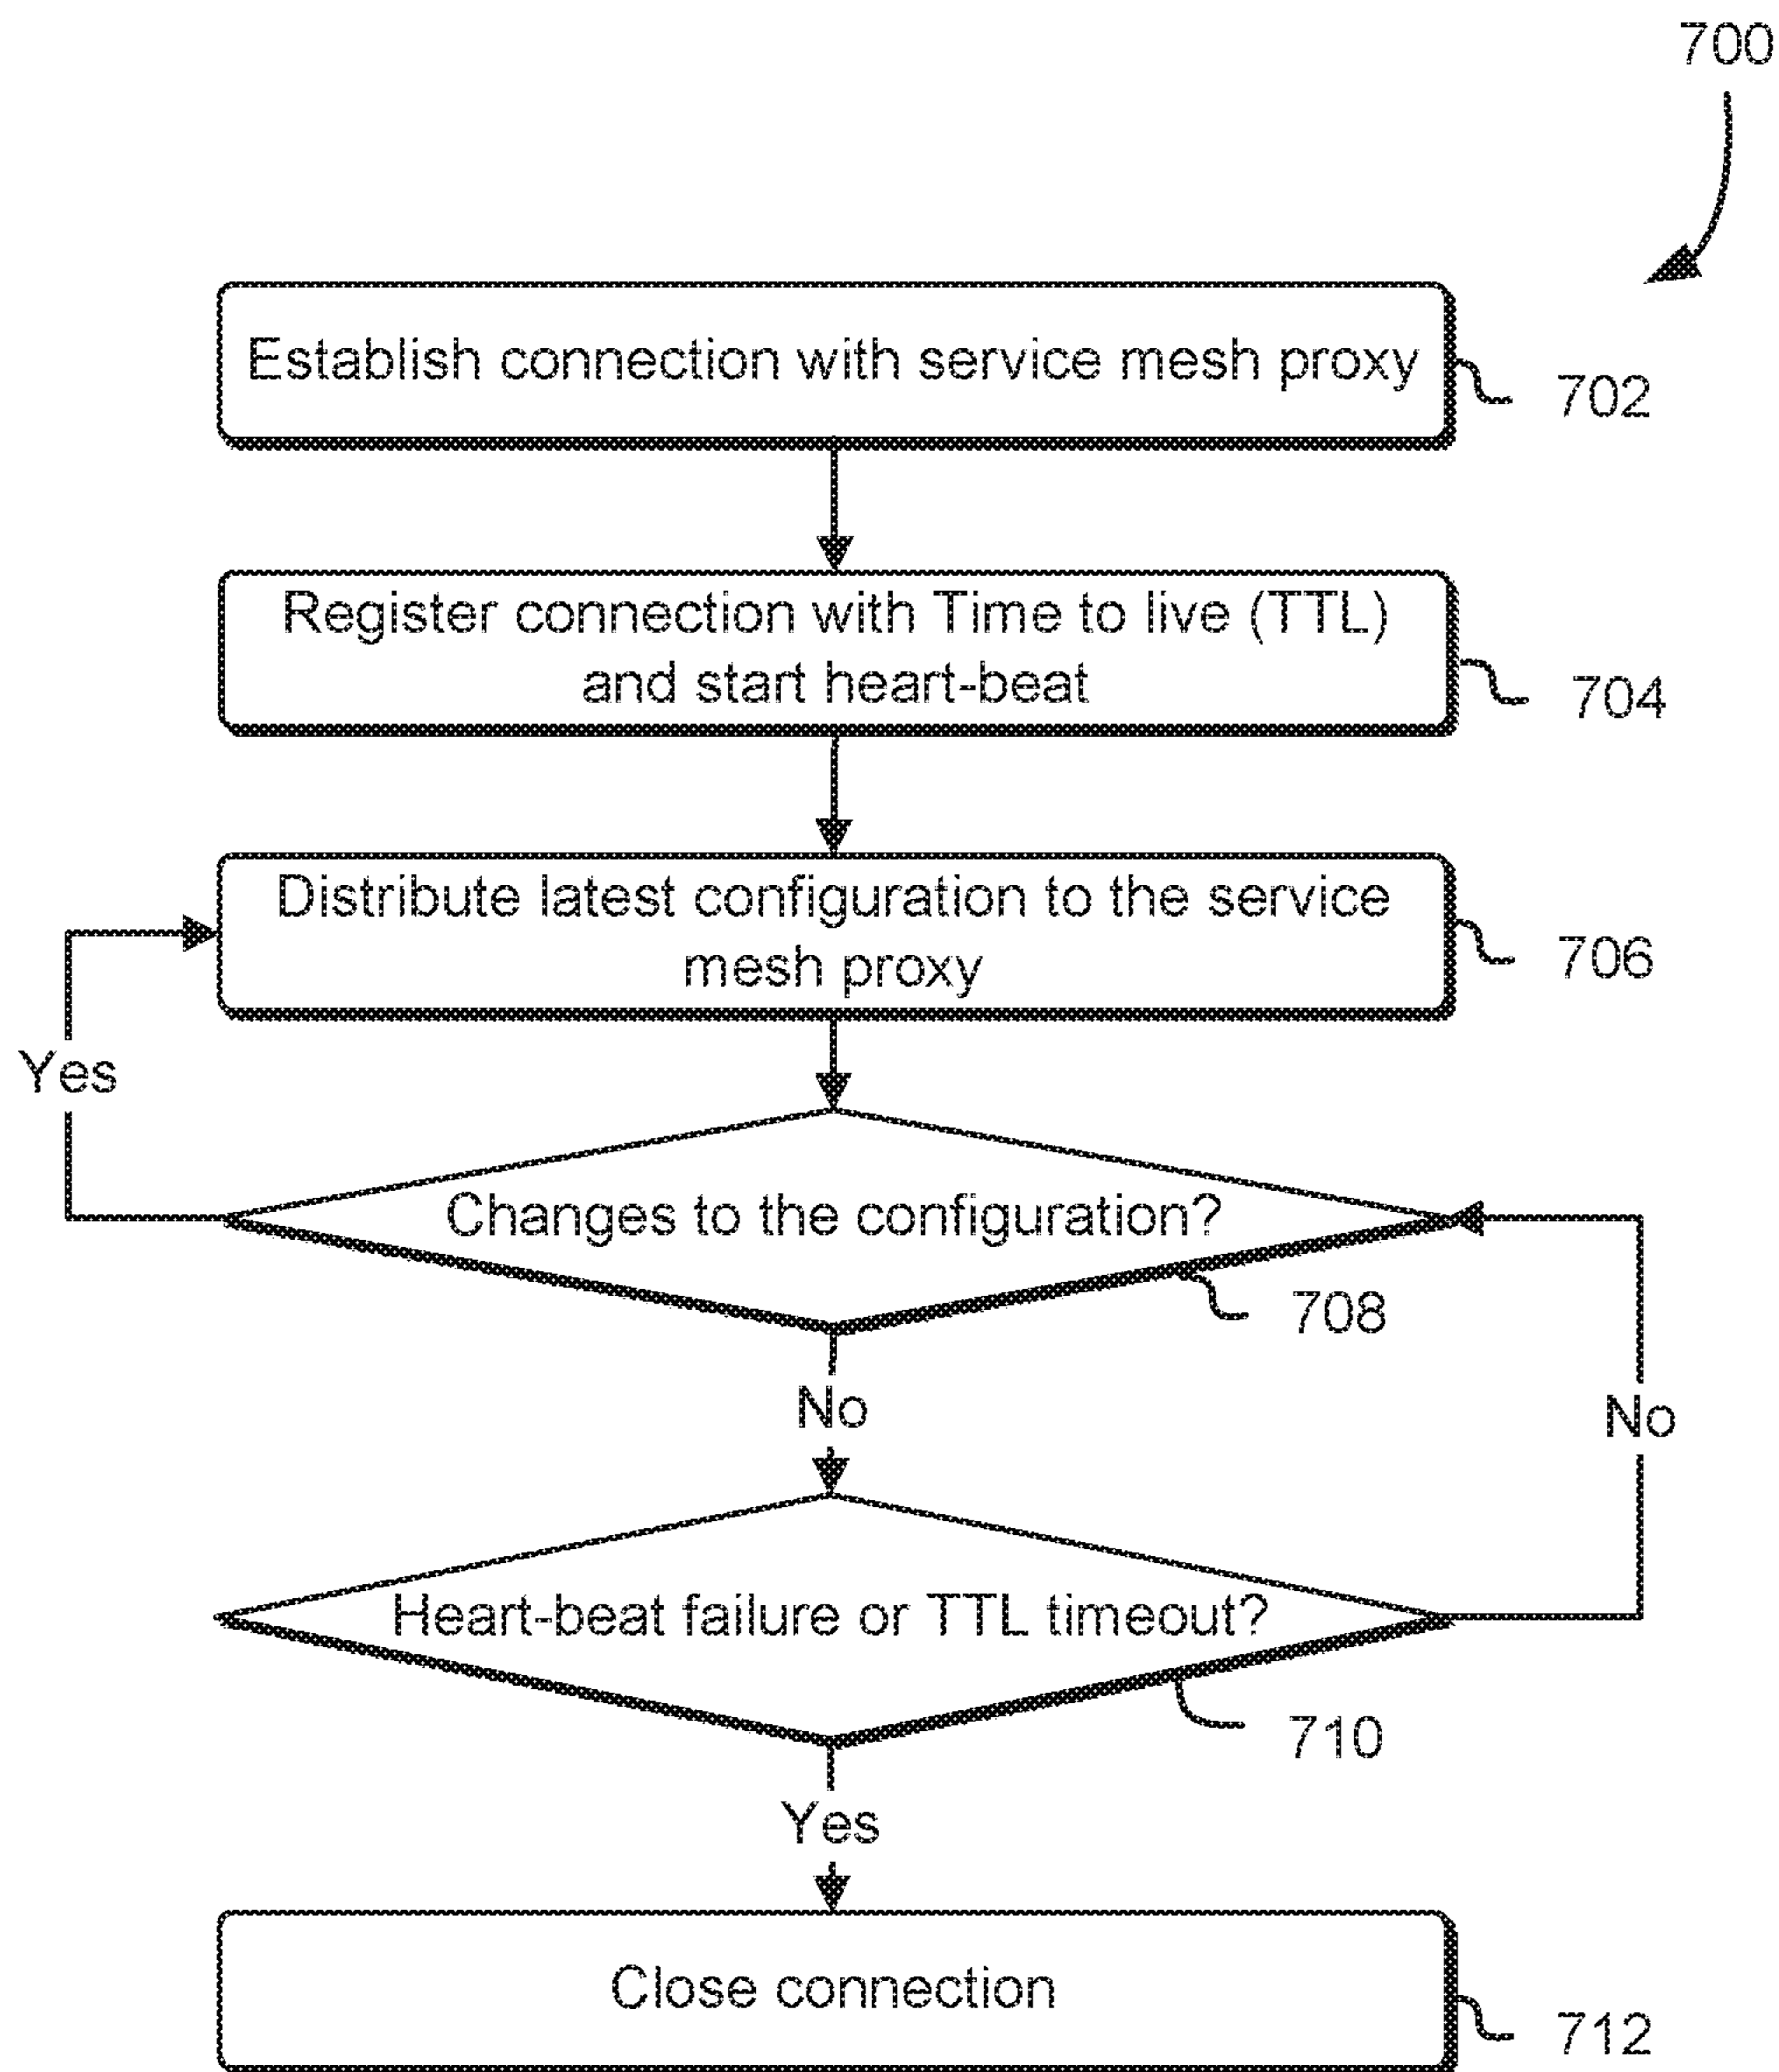 700
Establish connection with service mesh proxy
702
Register connection with Time to live (TTL)
and start heart-beat
704
Distribute latest configuration to the service
mesh proxy
706
Yes
Changes to the configuration?
708
No
No
Heart-beat failure or TTL timeout?
710
Yes
Close connection
712